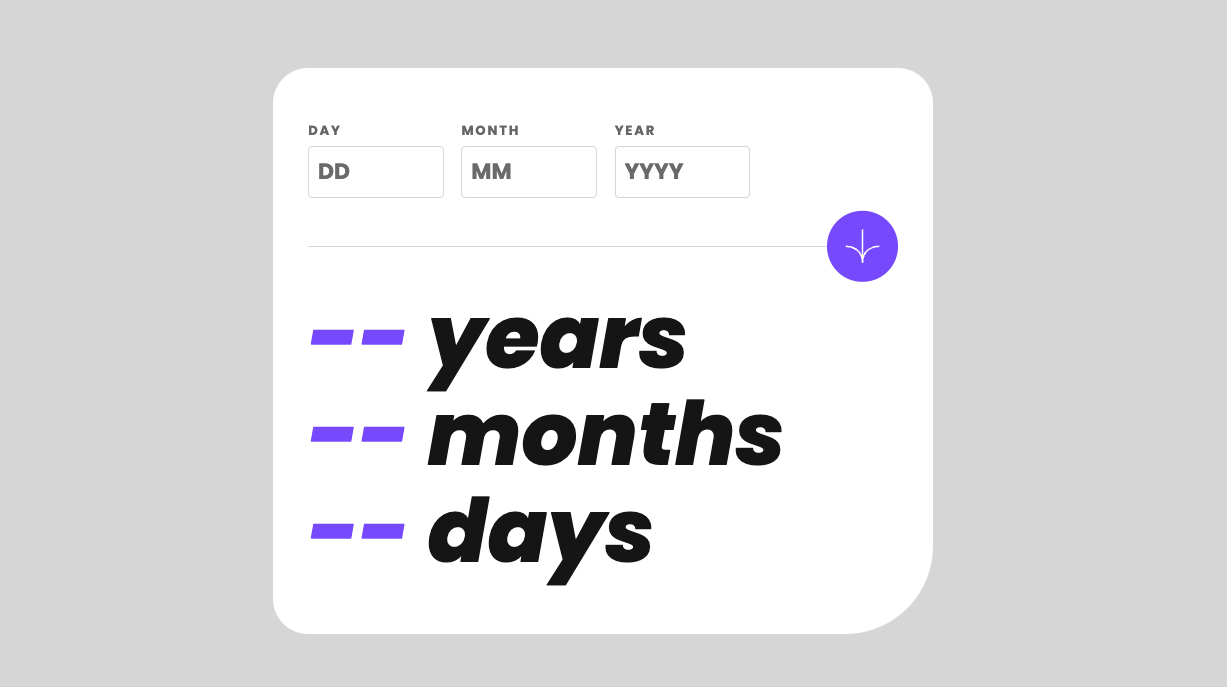 DAY MONTH YEAR
DD MM YYYY
-- years
-- months
-- days